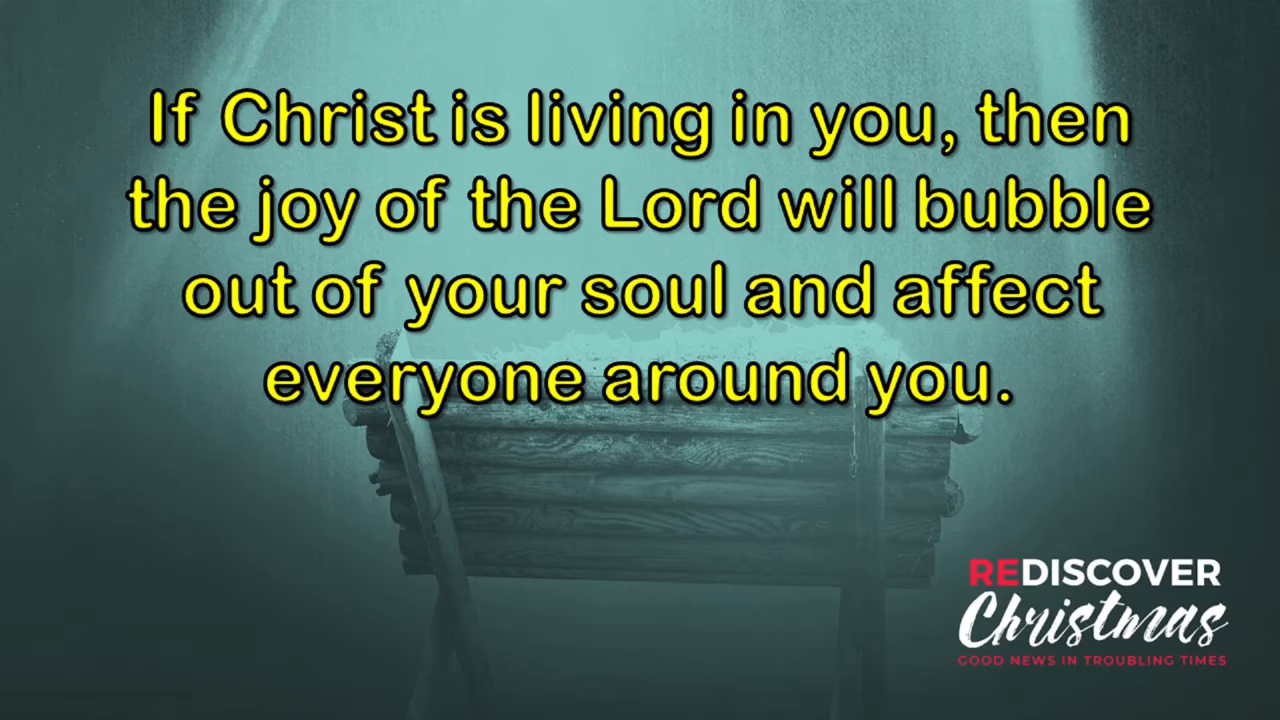 If Christ is living in you, then
the joy of the Lord will bubble
out of your soul and affect
everyone around you.
REDISCOVER
Christmas
GOOD NEWS IN TROUBLING TIMES